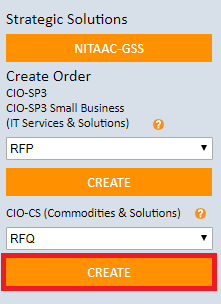 Strategic Solutions
NITAAC-GSS
Create Order
CIO-SP3
CIO-SP3 Small Business
(IT Services & Solutions) ?
RFP
CREATE
CIO-CS (Commodities & Solutions) ?
RFQ
CREATE